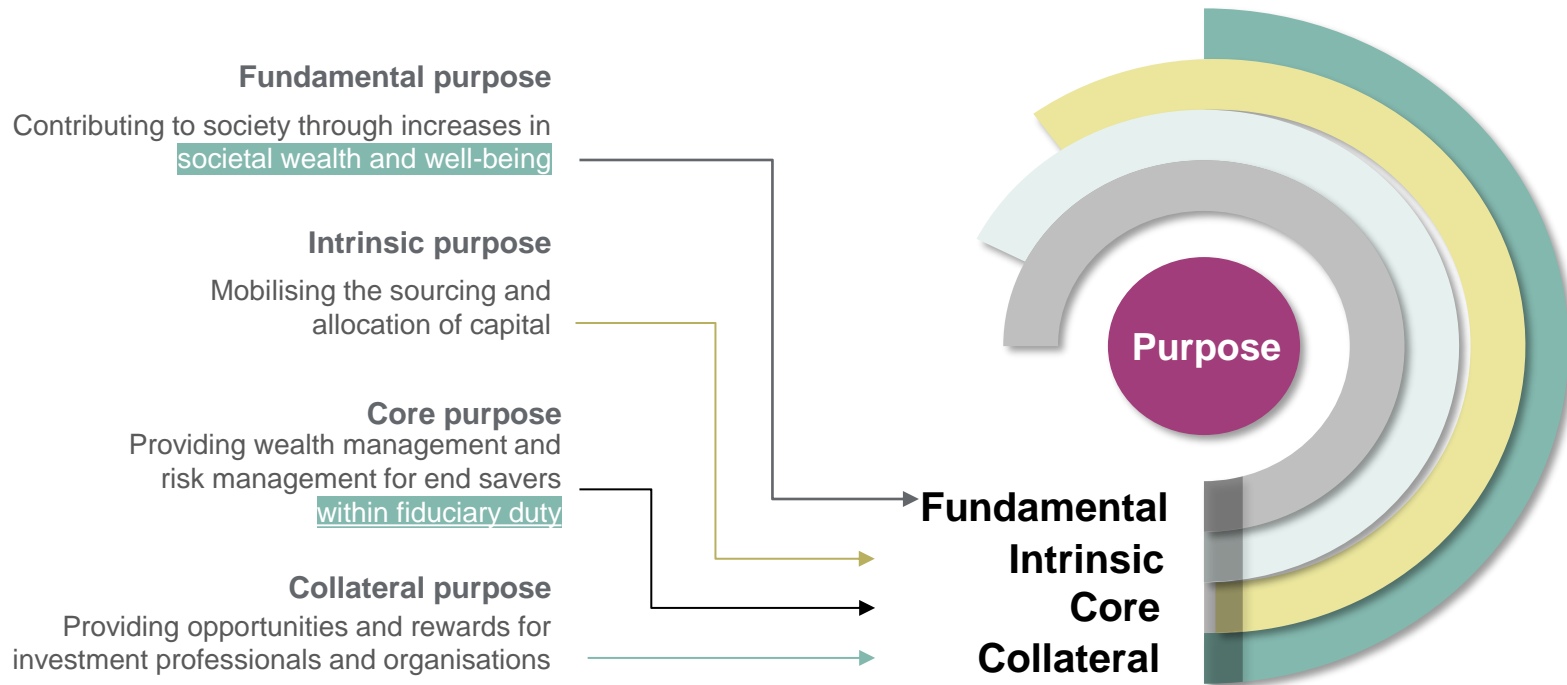 Fundamental purpose
Contributing to society through increases in
societal wealth and well-being
Intrinsic purpose
Mobilising the sourcing and
allocation of capital
Core purpose
Providing wealth management and
risk management for end savers
within fiduciary duty
Collateral purpose
Providing opportunities and rewards for
investment professionals and organisations
Purpose
Fundamental
Intrinsic
Core
Collateral